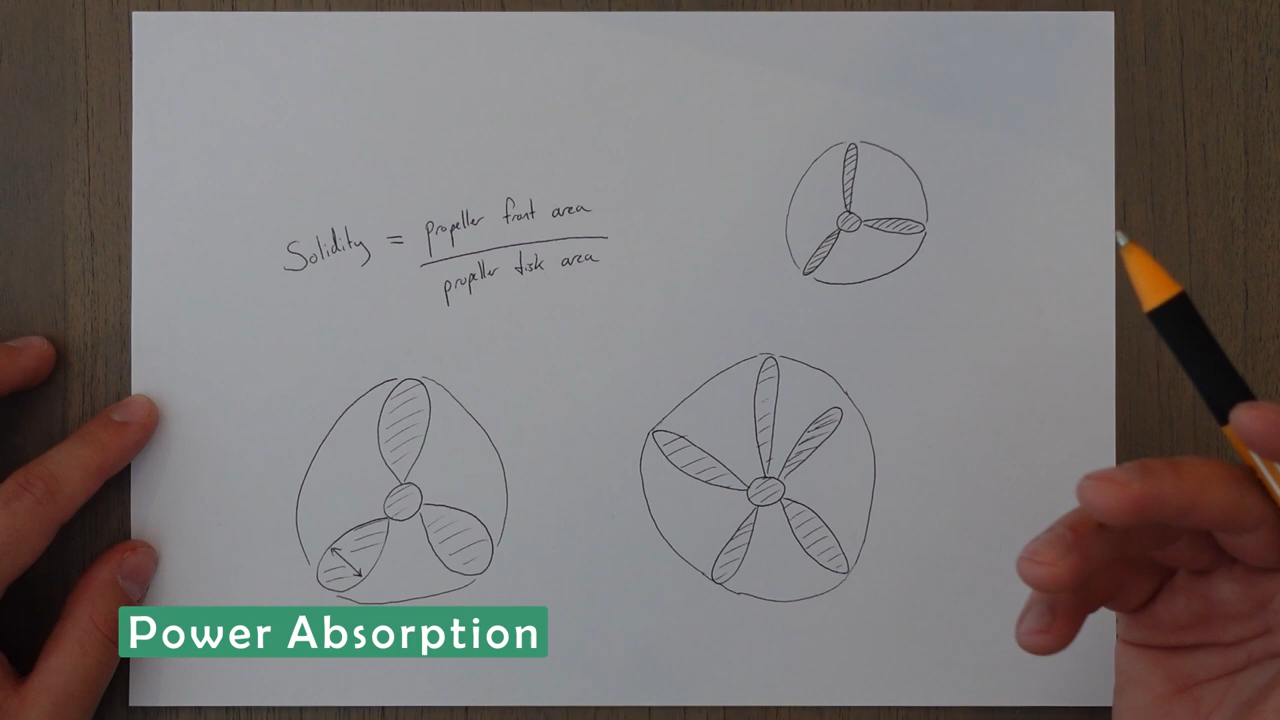 Solidity = propeller front area
propeller disk area
Power Absorption